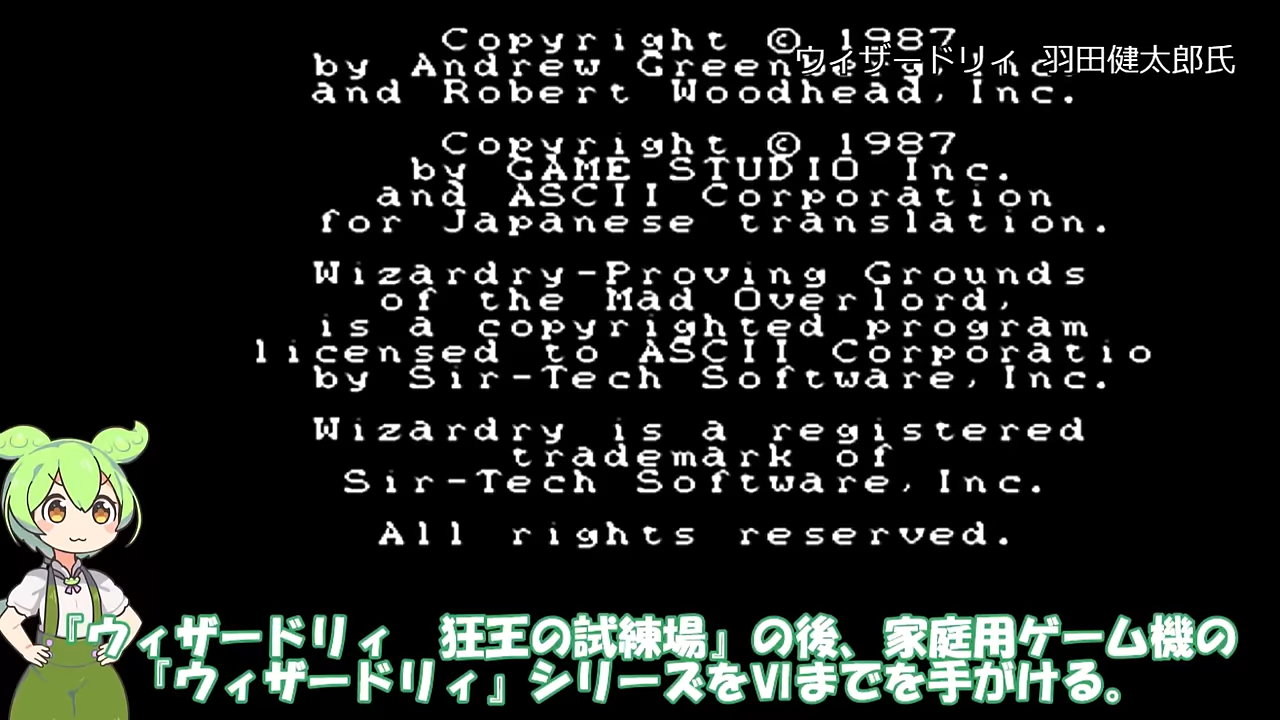 Copyright © 1987
ウィザードリィ 羽田健太郎氏
by Andrew Greenberg, Inc.
and Robert Woodhead, Inc.
Copyright © 1987
by GAME STUDIO Inc.
and ASCII Corporation
for Japanese translation.
Wizardry-Proving Grounds
of the Mad Overlord,
is a copyrighted program
licensed to ASCII Corporatio
by Sir-Tech Software, Inc.
Wizardry is a registered
trademark of
Sir-Tech Software, Inc.
All rights reserved.
『ウィザードリィ 狂王の試練場』の後、家庭用ゲーム機の
『ウィザードリィ』シリーズをⅥまでを手がける。